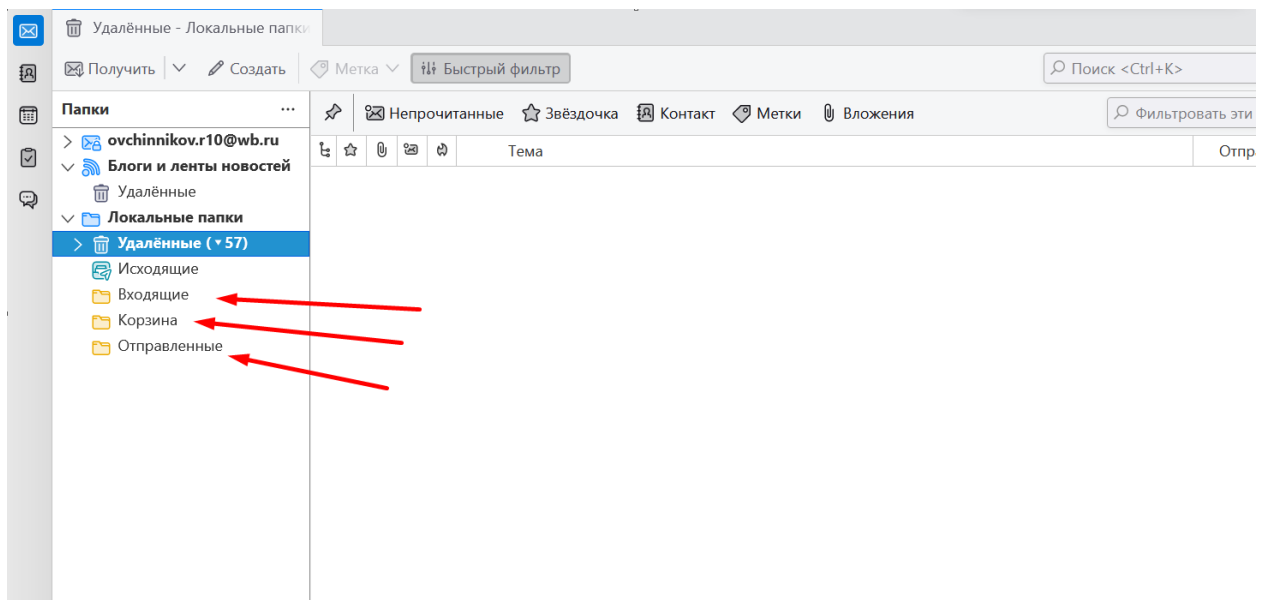 Удалённые - Локальные папки
Получить Создать Метка Быстрый фильтр Поиск <Ctrl+K>
Папки ... Непрочитанные Звёздочка Контакт Метки Вложения Фильтровать эти
ovchinnikov.r10@wb.ru
Тема Отпр
Блоги и ленты новостей
Удалённые
Локальные папки
Удалённые (▾ 57)
Исходящие
Входящие
Корзина
Отправленные